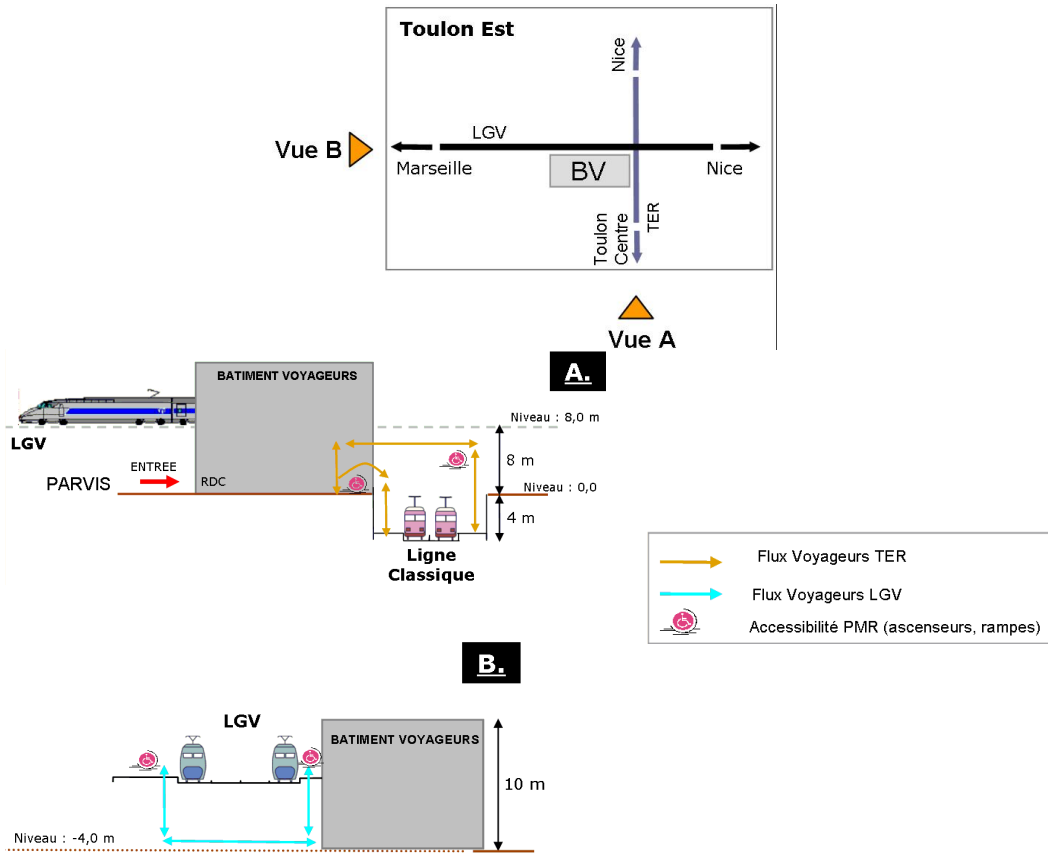 Toulon Est
Nice
LGV
Vue B
Marseille
BV
Nice
Toulon
Centre
TER
Vue A
A.
BATIMENT VOYAGEURS
Niveau : 8,0 m
LGV
8 m
ENTREE
PARVIS
RDC
Niveau : 0,0
4 m
Ligne
Classique
Flux Voyageurs TER
Flux Voyageurs LGV
Accessibilité PMR (ascenseurs, rampes)
B.
LGV
BATIMENT VOYAGEURS
10 m
Niveau : -4,0 m